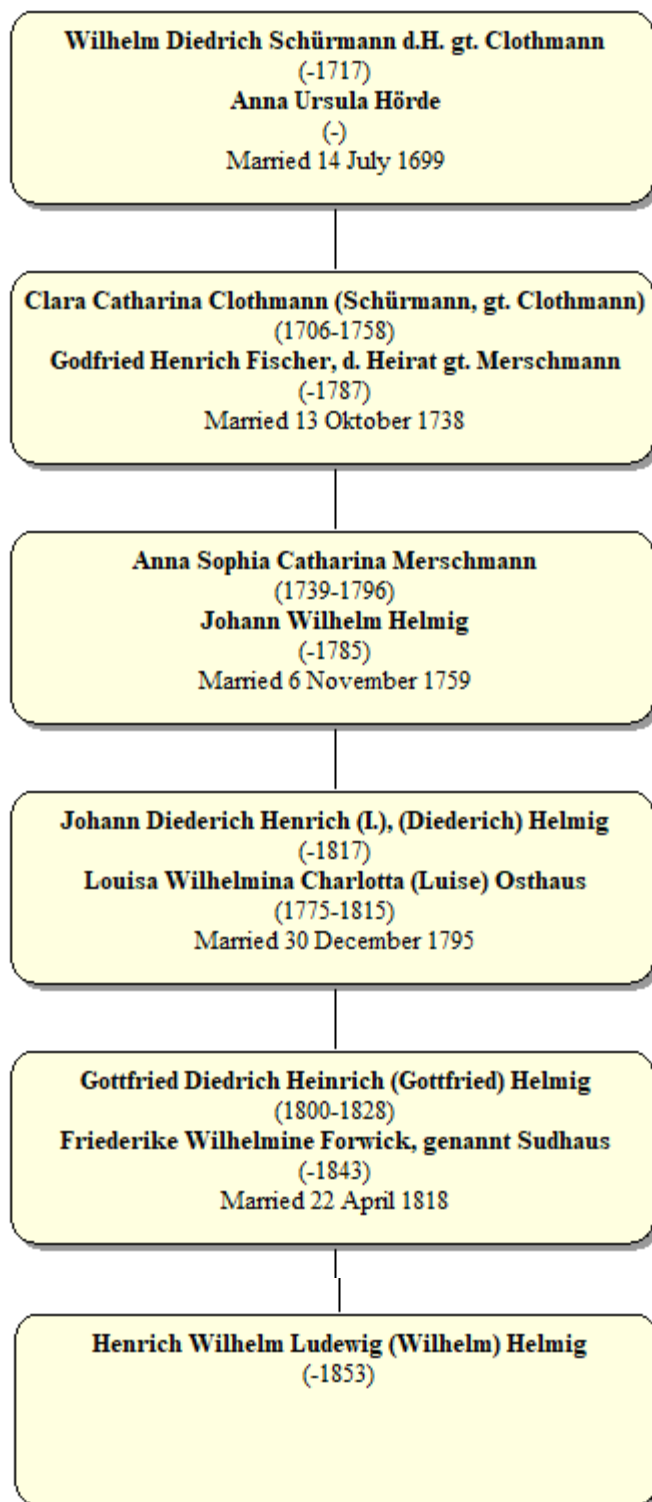 Wilhelm Diedrich Schürmann d.H. gt. Clothmann
(-1717)
Anna Ursula Hörde
(-)
Married 14 July 1699
Clara Catharina Clothmann (Schürmann, gt. Clothmann)
(1706-1758)
Godfried Henrich Fischer, d. Heirat gt. Merschmann
(-1787)
Married 13 Oktober 1738
Anna Sophia Catharina Merschmann
(1739-1796)
Johann Wilhelm Helmig
(-1785)
Married 6 November 1759
Johann Diederich Henrich (I.), (Diederich) Helmig
(-1817)
Louisa Wilhelmina Charlotta (Luise) Osthaus
(1775-1815)
Married 30 December 1795
Gottfried Diedrich Heinrich (Gottfried) Helmig
(1800-1828)
Friederike Wilhelmine Forwick, genannt Sudhaus
(-1843)
Married 22 April 1818
Henrich Wilhelm Ludewig (Wilhelm) Helmig
(-1853)